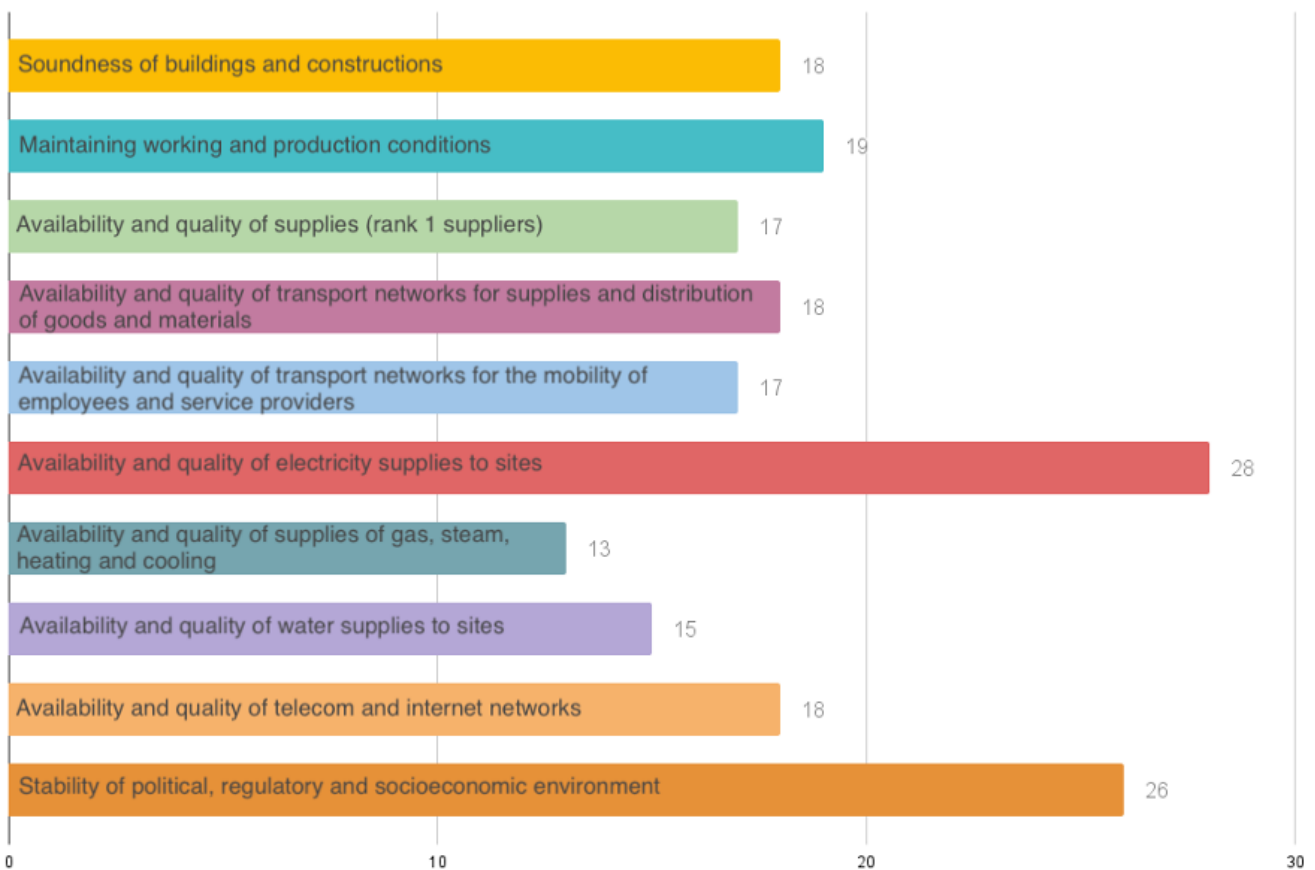 Soundness of buildings and constructions 18
Maintaining working and production conditions 19
Availability and quality of supplies (rank 1 suppliers) 17
Availability and quality of transport networks for supplies and distribution
of goods and materials 18
Availability and quality of transport networks for the mobility of
employees and service providers 17
Availability and quality of electricity supplies to sites 28
Availability and quality of supplies of gas, steam,
heating and cooling 13
Availability and quality of water supplies to sites 15
Availability and quality of telecom and internet networks 18
Stability of political, regulatory and socioeconomic environment 26
0 10 20 30